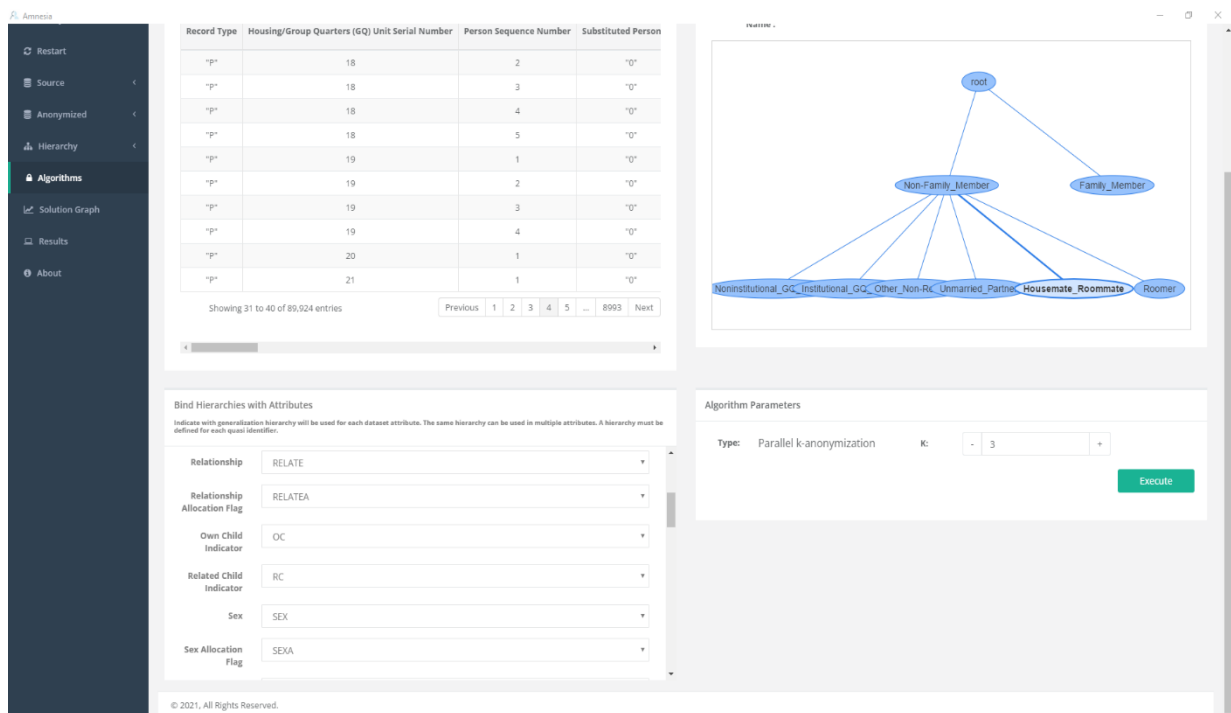 Amnesia
Restart
Source
Anonymized
Hierarchy
Algorithms
Solution Graph
Results
About
Record Type Housing/Group Quarters (GQ) Unit Serial Number Person Sequence Number Substituted Person
"P" 18 2 "0"
"P" 18 3 "0"
"P" 18 4 "0"
"P" 18 5 "0"
"P" 19 1 "0"
"P" 19 2 "0"
"P" 19 3 "0"
"P" 19 4 "0"
"P" 20 1 "0"
"P" 21 1 "0"
Showing 31 to 40 of 89,924 entries
Previous 1 2 3 4 5 ... 8993 Next
Name :
root
Non-Family_Member Family_Member
Noninstitutional_GQ_ Institutional_GQ_ Other_Non-Re Unmarried_Partne Housemate_Roommate Roomer
Bind Hierarchies with Attributes
Indicate with generalization hierarchy will be used for each dataset attribute. The same hierarchy can be used in multiple attributes. A hierarchy must be
defined for each quasi identifier.
Relationship RELATE
Relationship
Allocation Flag RELATEA
Own Child
Indicator OC
Related Child
Indicator RC
Sex SEX
Sex Allocation
Flag SEXA
Algorithm Parameters
Type: Parallel k-anonymization K: - 3 +
Execute
© 2021, All Rights Reserved.